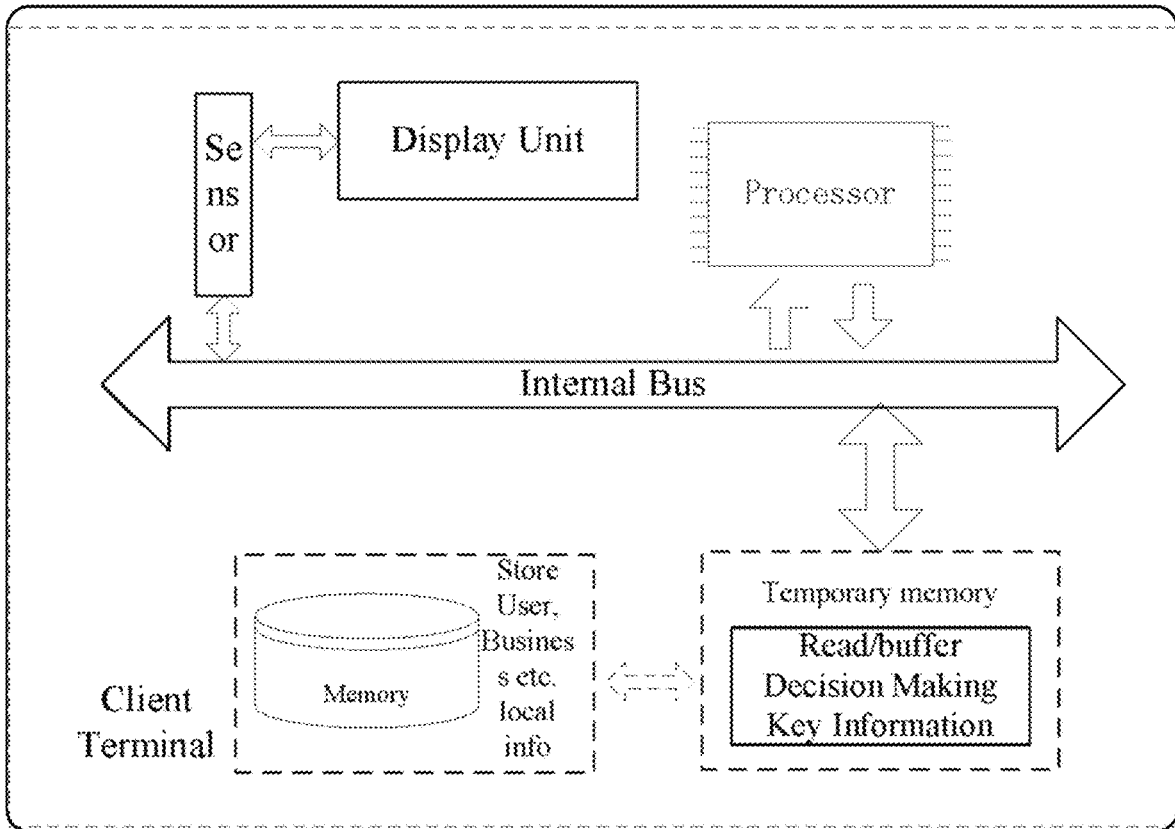 Se
ns
or
Display Unit
Processor
Internal Bus
Client
Terminal
Memory
Store
User,
Busines
s etc.
local
info
Temporary memory
Read/buffer
Decision Making
Key Information